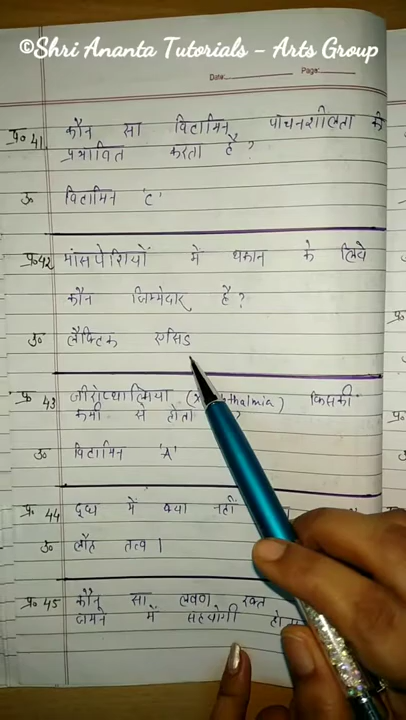 ©Shri Ananta Tutorials - Arts Group
Date: Page:
प्र० 41. कौन सा विटामिन पाचनशीलता को
प्रभावित करता है?
उ० विटामिन 'C'
प्र०42 मांसपेशियों में थकान के लिये
कौन जिम्मेदार है?
उ० लैक्टिक एसिड
प्र० 43 जीरोप्थाल्मिया किसकी
कमी से होता ?
उ० विटामिन 'A'
प्र० 44 दूध में क्या नहीं
उ० लौह तत्व।
प्र० 45 कौन सा लवण रक्त
जमने में सहयोगी